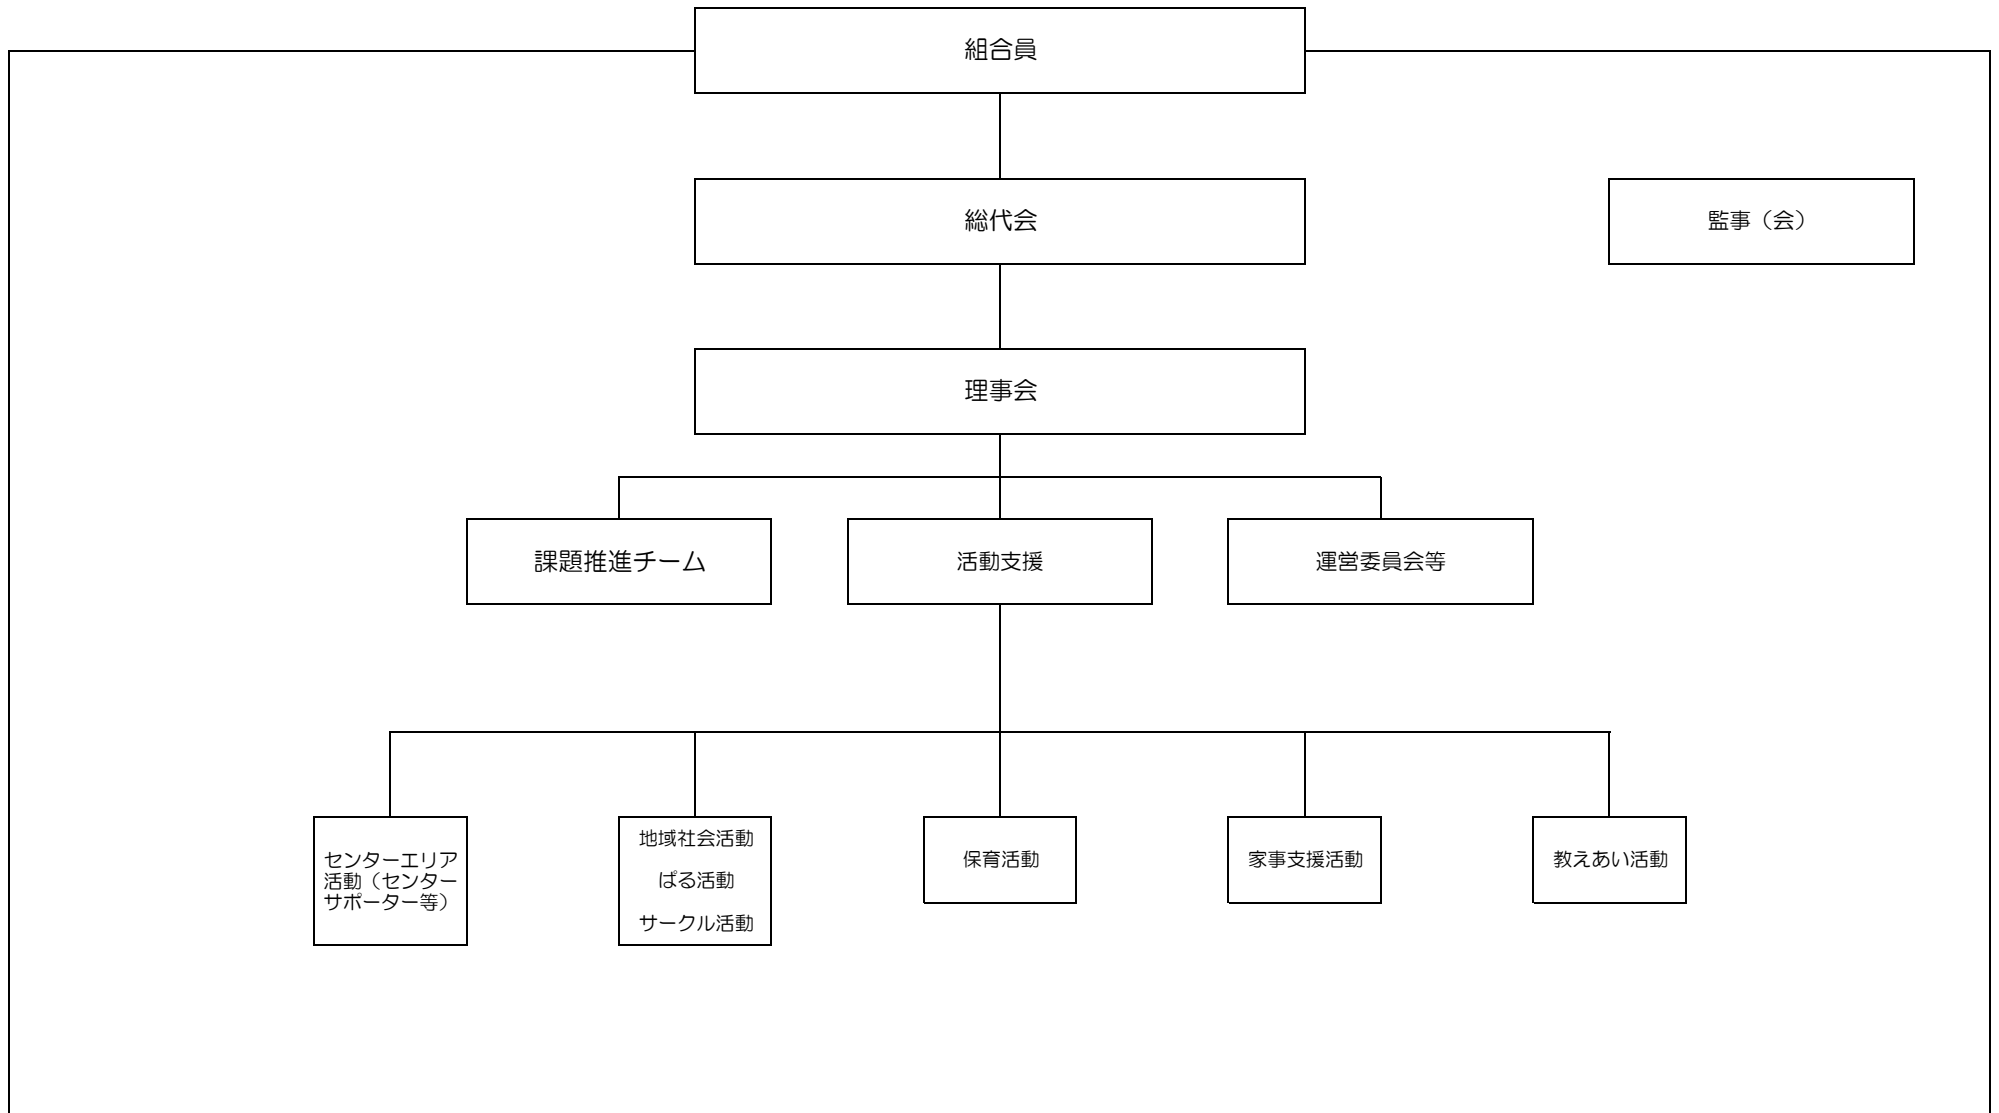 組合員
総代会
監事（会）
理事会
課題推進チーム
活動支援
運営委員会等
センターエリア
活動（センター
サポーター等）
地域社会活動
ぱる活動
サークル活動
保育活動
家事支援活動
教えあい活動